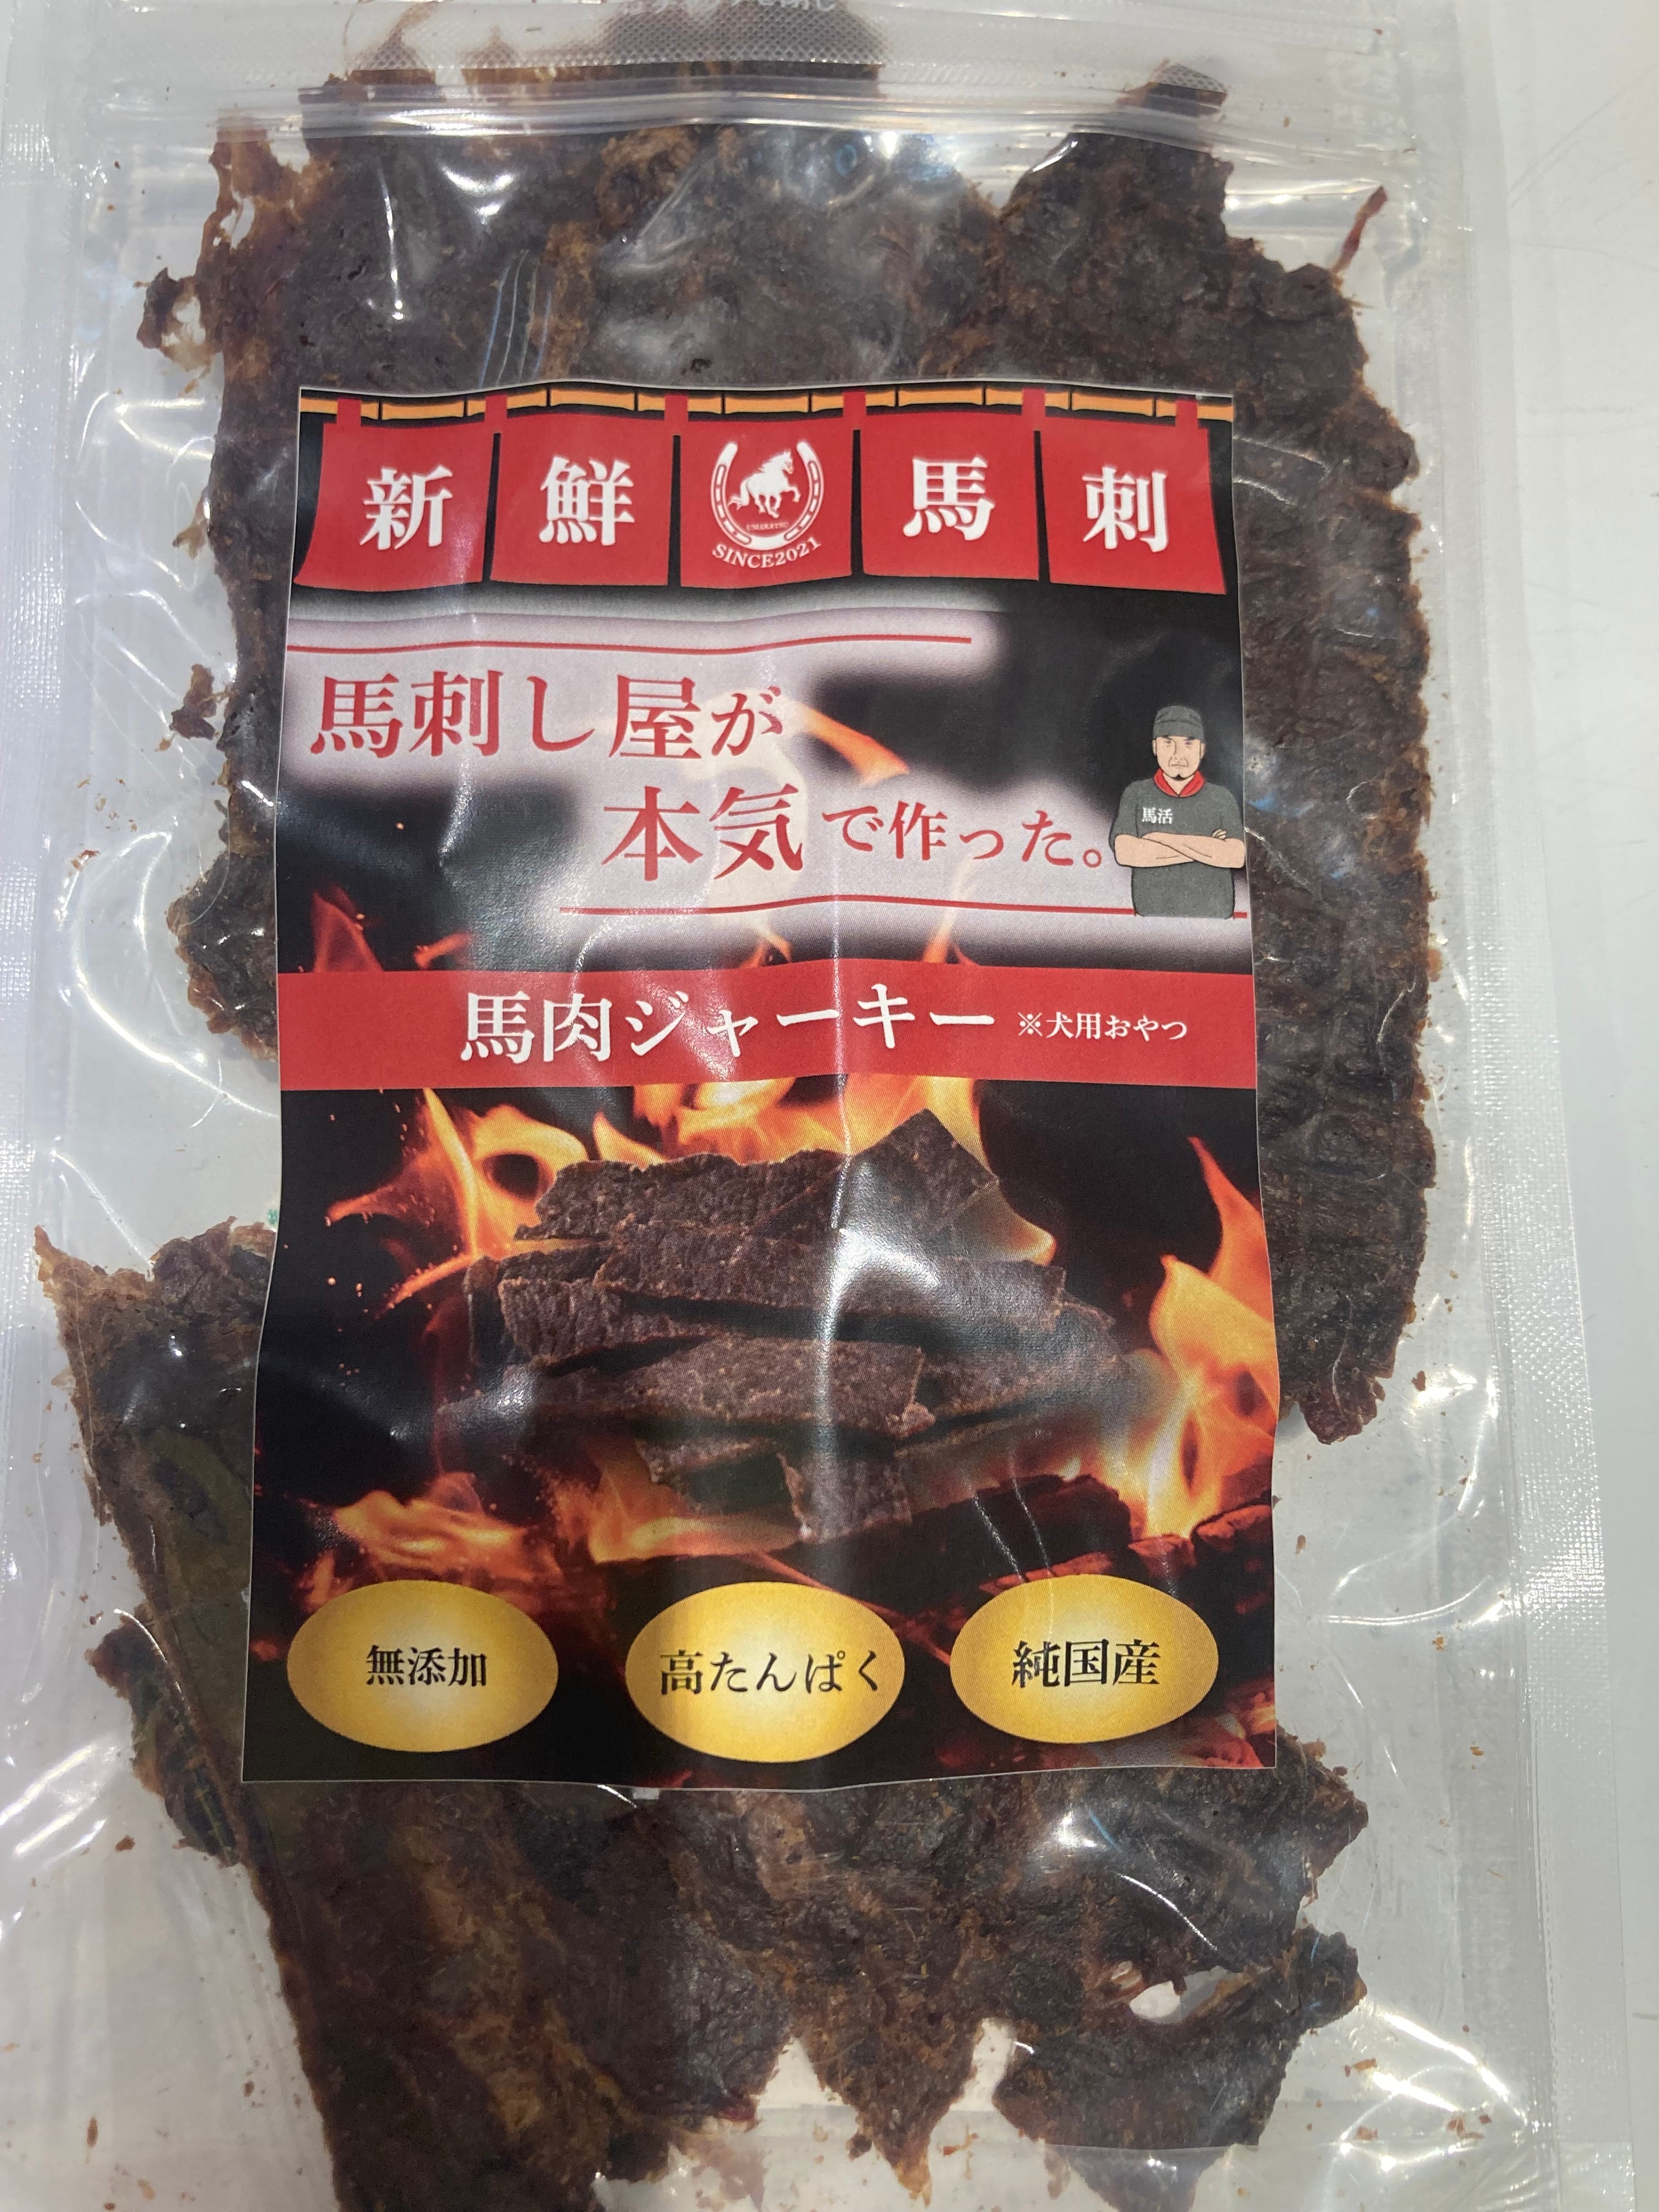 新鮮馬刺
UMAKATSU
SINCE2021
馬刺し屋が
本気で作った。
馬活
馬肉ジャーキー ※犬用おやつ
無添加
高たんぱく
純国産